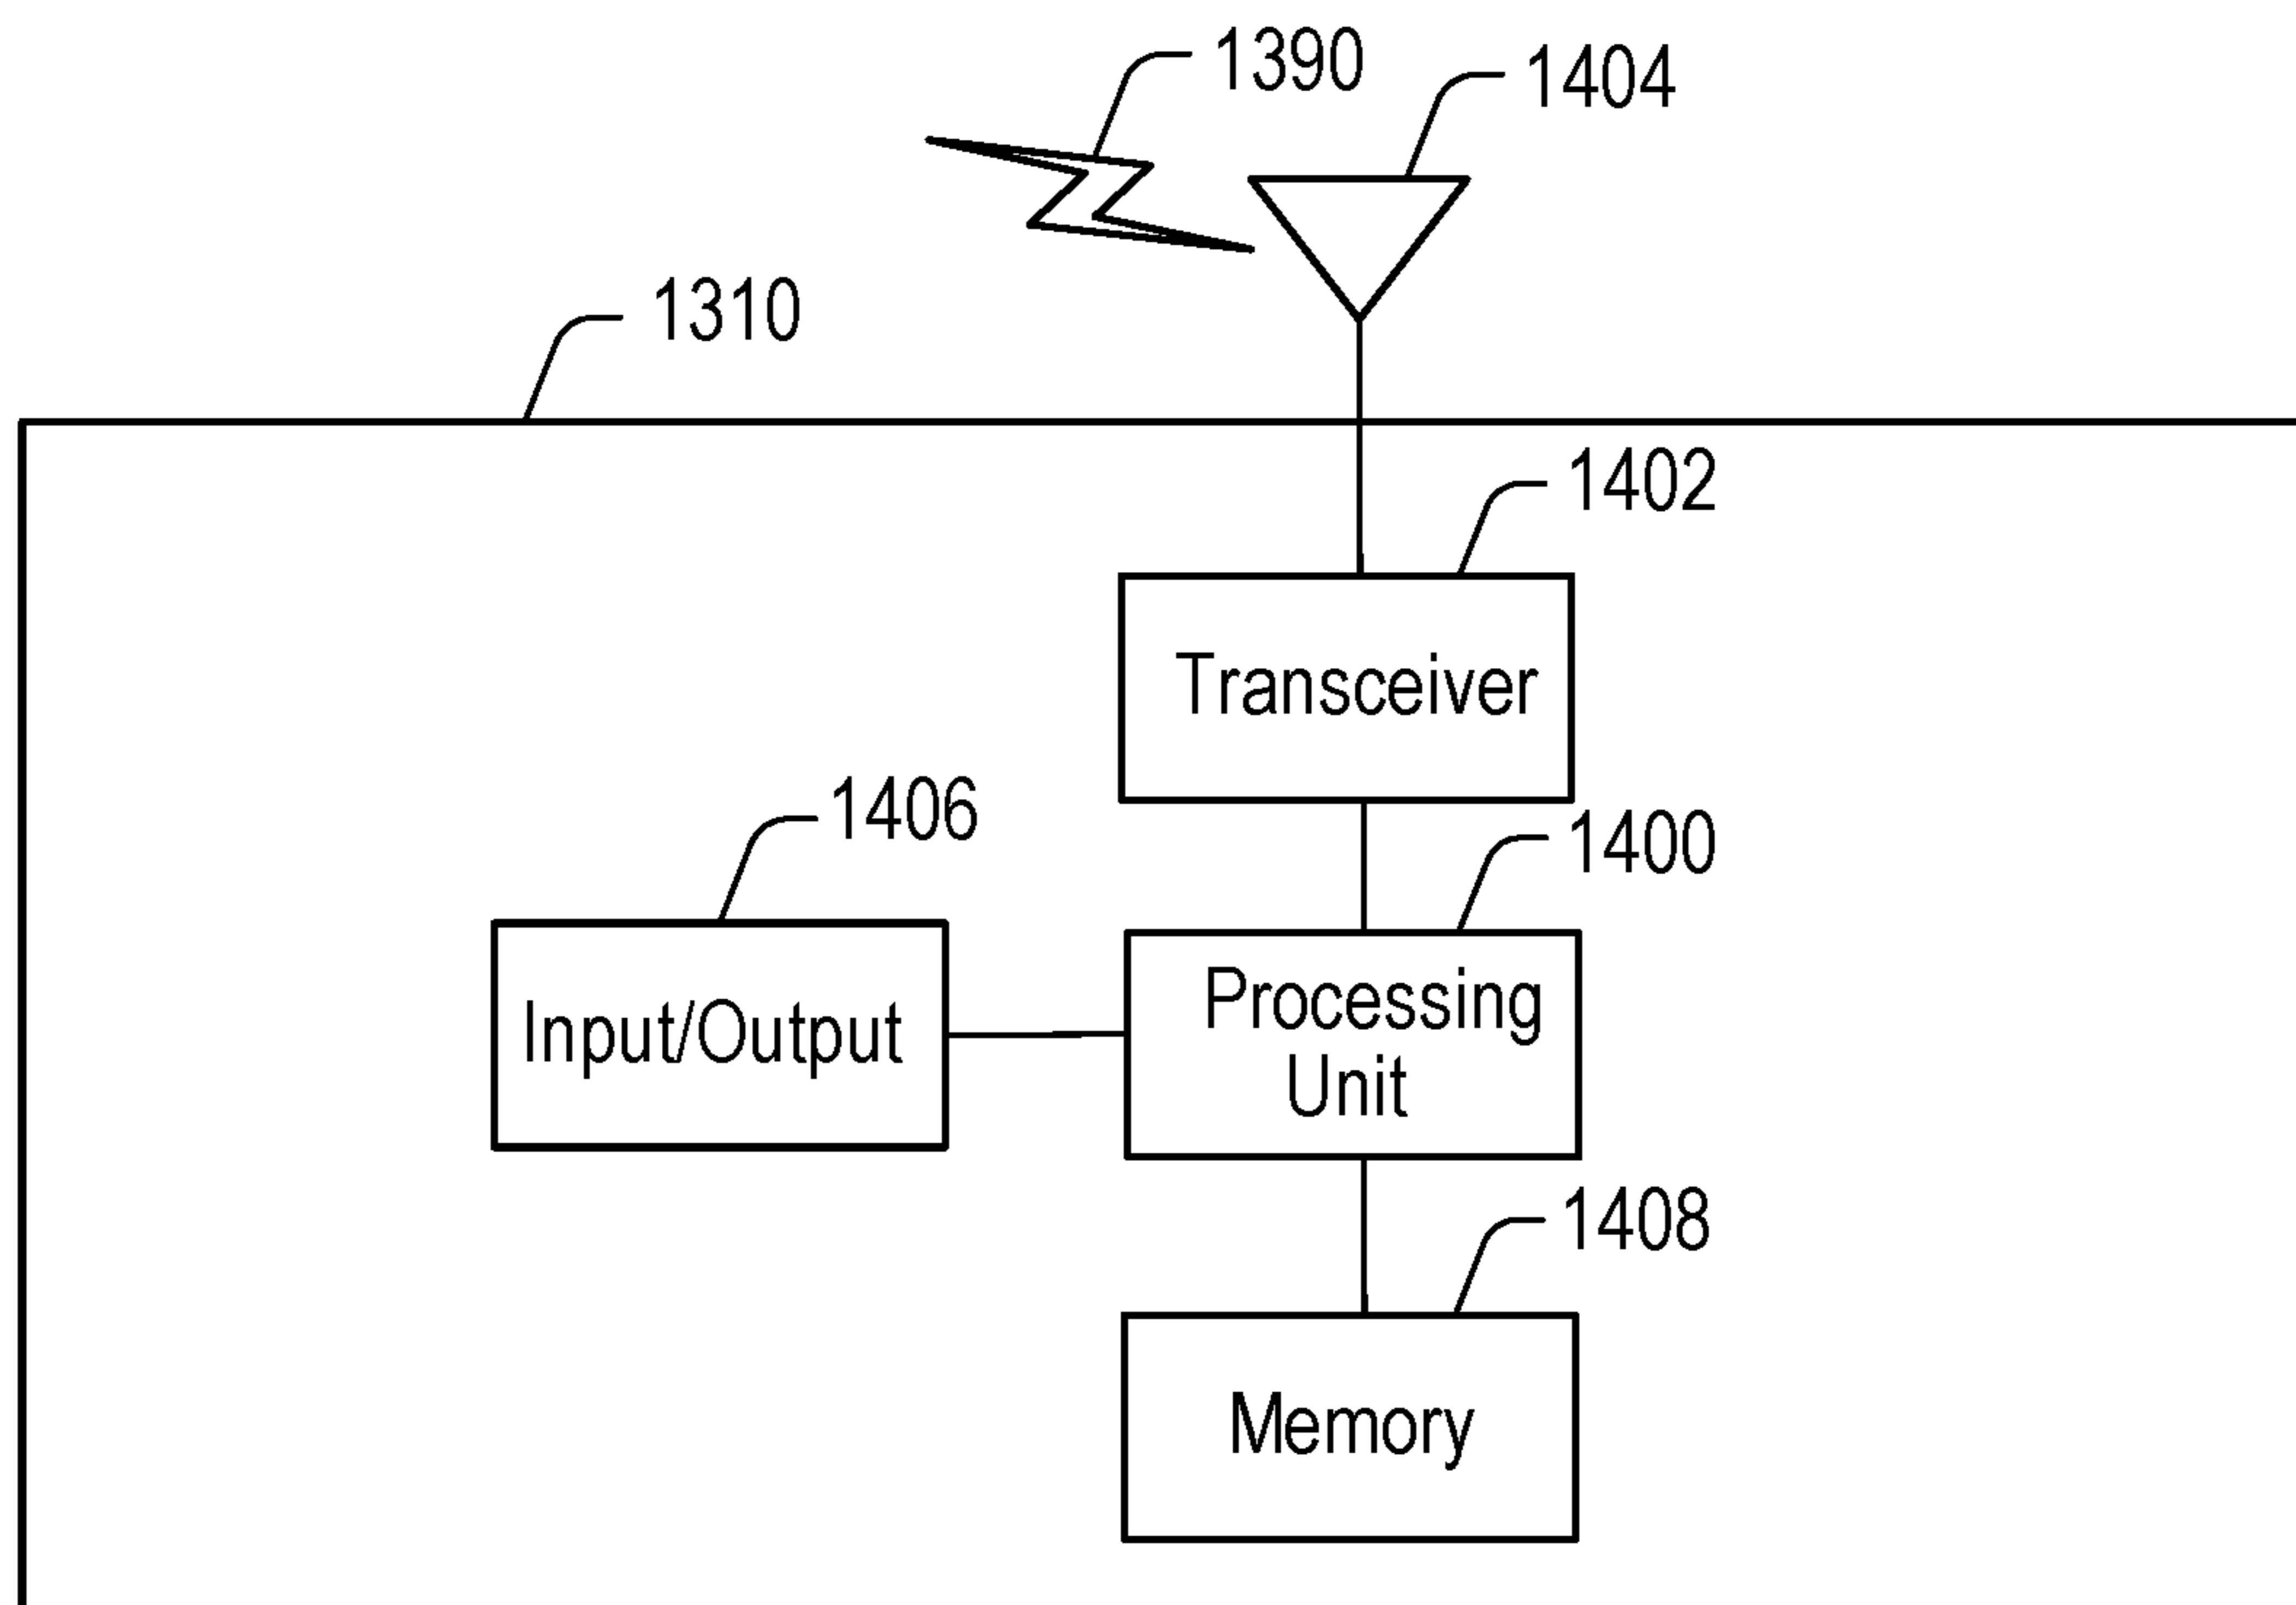 1390
1404
1310
1402
Transceiver
1406
1400
Input/Output
Processing
Unit
1408
Memory